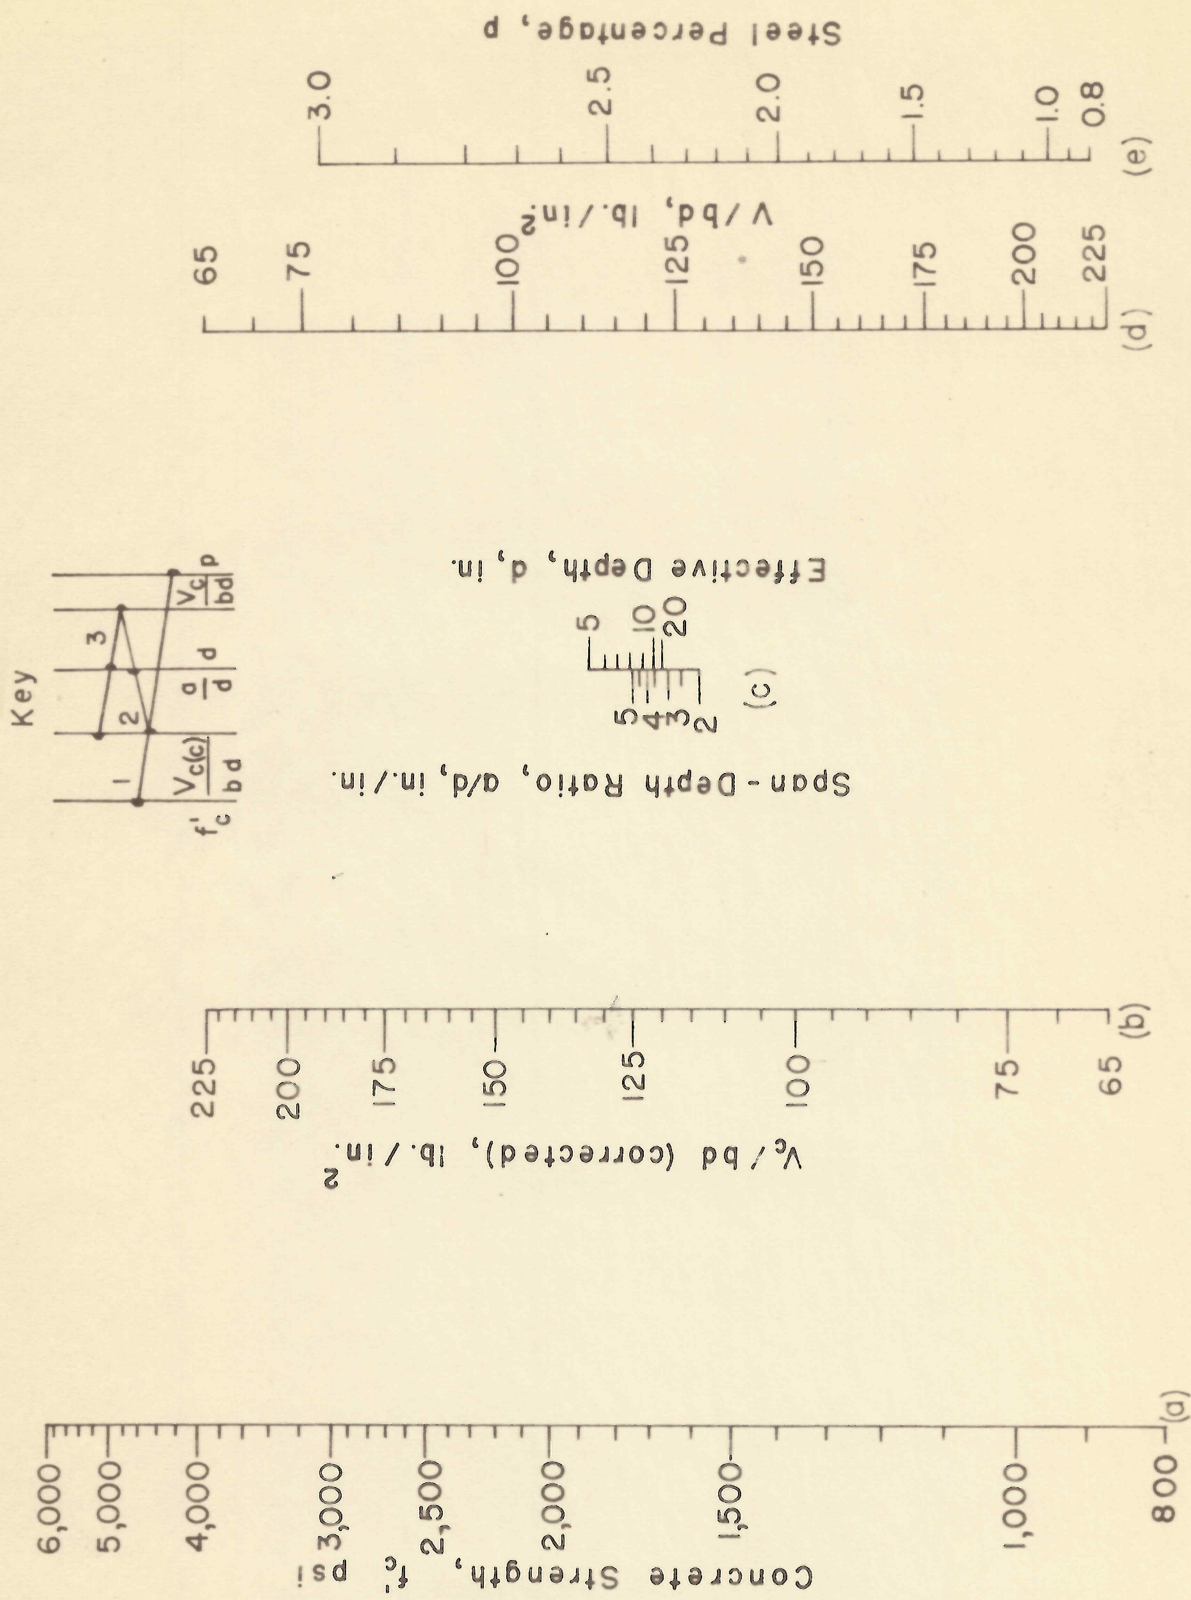 Key
1
2
3
f'c
Vc(c)/bd
a/d
d
Vc/bd
p
Concrete Strength, f'c psi
6,000
5,000
4,000
3,000
2,500
2,000
1,500
1,000
800
(a)
Vc/bd (corrected), lb./in.2
225
200
175
150
125
100
75
65
(b)
Span-Depth Ratio, a/d, in./in.
5
4
3
2
(c)
5
10
20
Effective Depth, d, in.
65
75
100
125
150
175
200
225
(d)
V/bd, lb./in.2
3.0
2.5
2.0
1.5
1.0
0.8
(e)
Steel Percentage, p